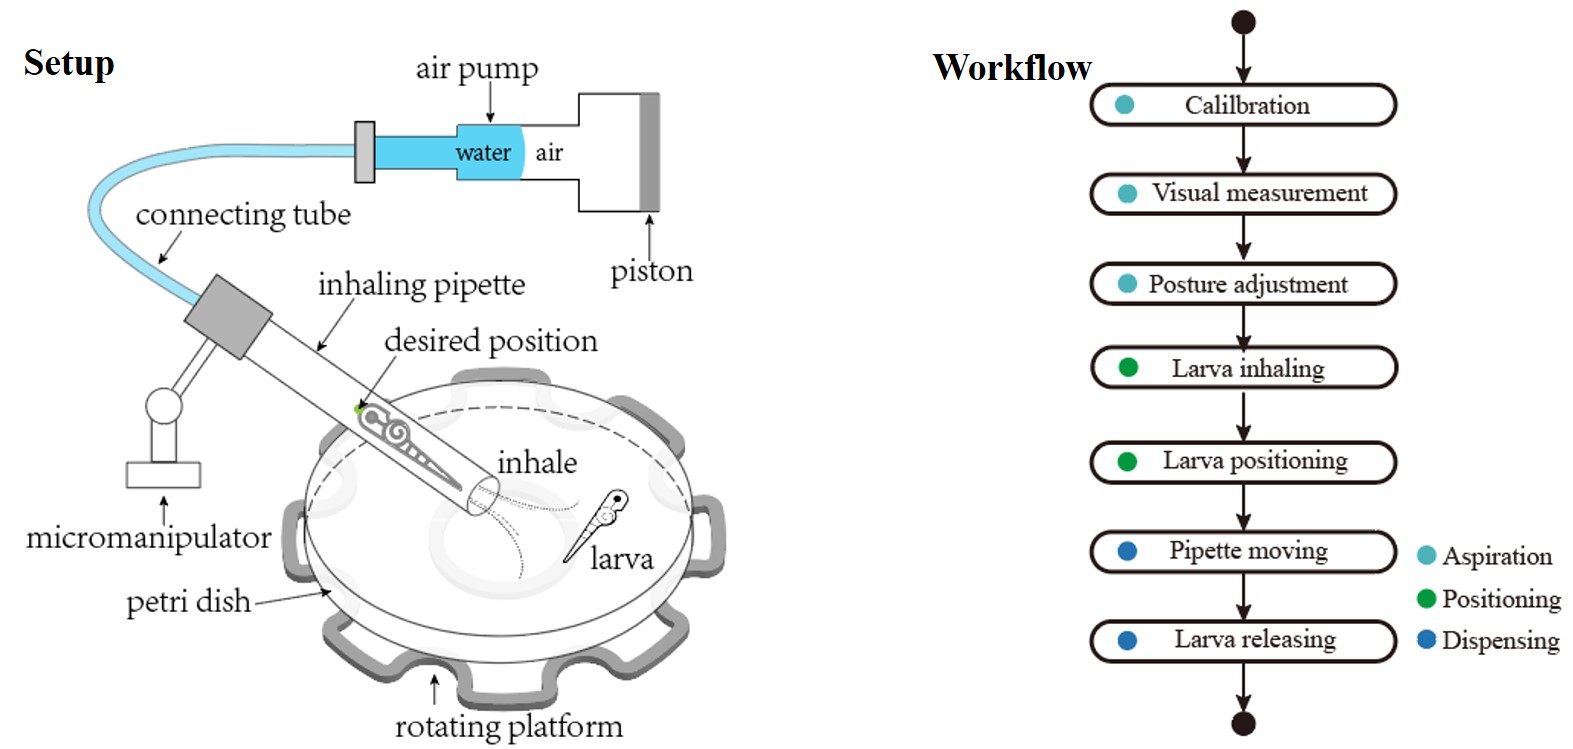 Setup
air pump
water
air
connecting tube
piston
inhaling pipette
desired position
inhale
larva
micromanipulator
petri dish
rotating platform
Workflow
Calilbration
Visual measurement
Posture adjustment
Larva inhaling
Larva positioning
Pipette moving
Larva releasing
Aspiration
Positioning
Dispensing